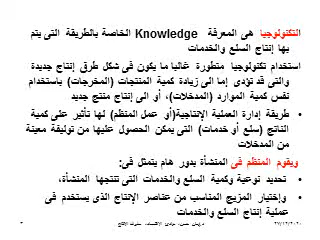 التكنولوجيا هى المعرفة Knowledge الخاصة بالطريقة التى يتم
بها إنتاج السلع والخدمات
استخدام تكنولوجيا متطورة غالبا ما يكون فى شكل طرق إنتاج جديدة
والتى قد تؤدى إما الى زيادة كمية المنتجات (المخرجات) باستخدام
نفس كمية الموارد (المدخلات)، أو الى إنتاج منتج جديد
• طريقة إدارة العملية الإنتاجية(أو عمل المنظم) لها تأثير على كمية
الناتج (سلع أو خدمات) التى يمكن الحصول عليها من توليفة معينة
من المدخلات
ويقوم المنظم فى المنشأة بدور هام يتمثل فى:
• تحديد نوعية وكمية السلع والخدمات التى تنتجها المنشأة،
• وإختيار المزيج المناسب من عناصر الإنتاج الذى يستخدم فى
عملية إنتاج السلع والخدمات